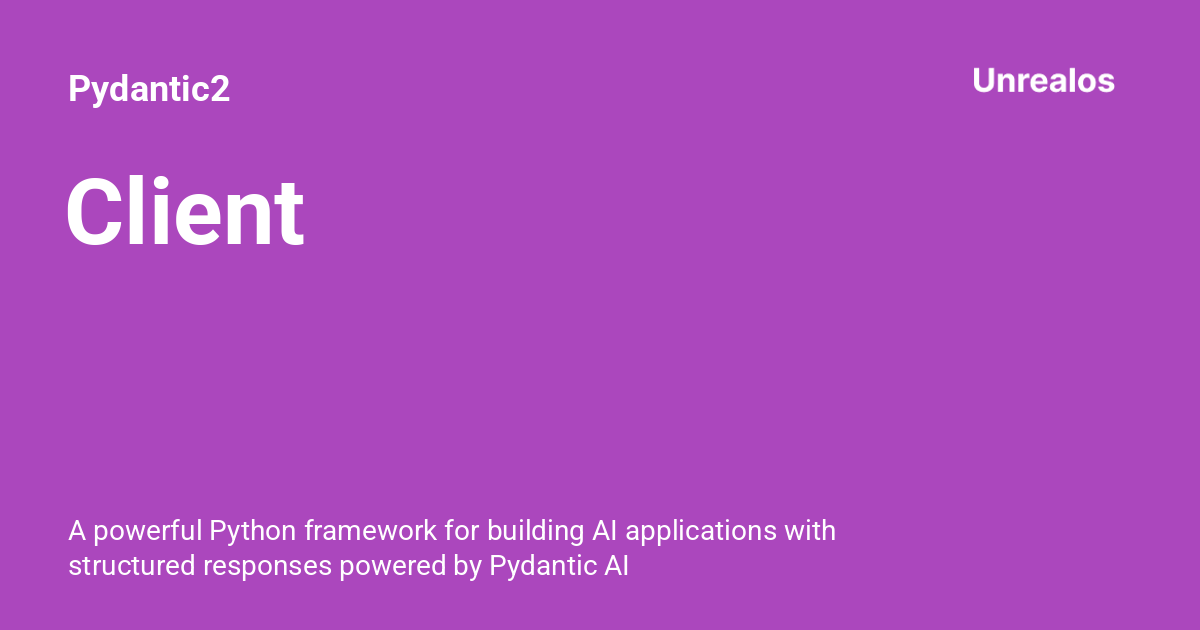 Pydantic2
Unrealos
Client
A powerful Python framework for building AI applications with
structured responses powered by Pydantic AI